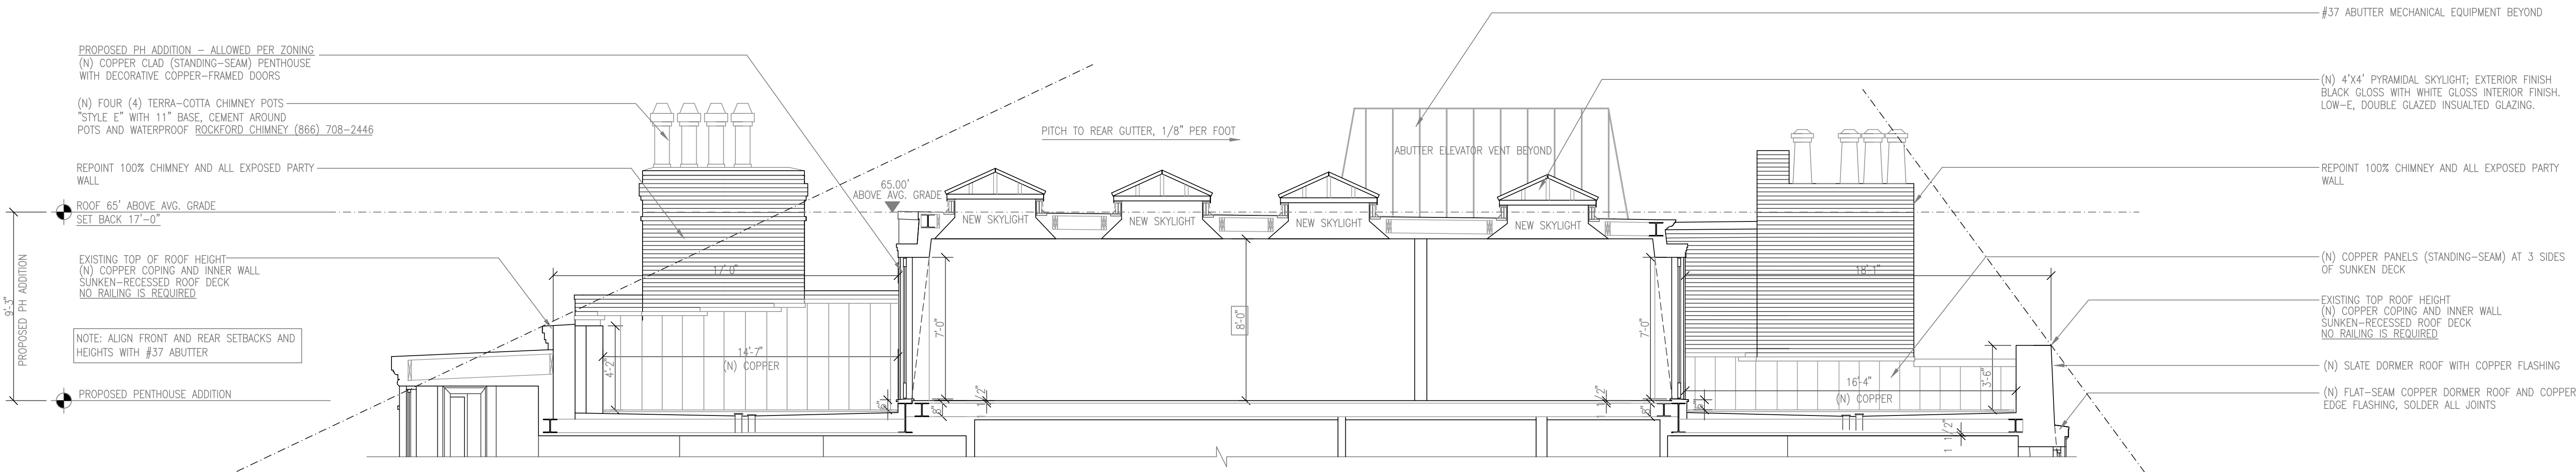 #37 ABUTTER MECHANICAL EQUIPMENT BEYOND
PROPOSED PH ADDITION – ALLOWED PER ZONING
(N) COPPER CLAD (STANDING-SEAM) PENTHOUSE
WITH DECORATIVE COPPER-FRAMED DOORS
(N) FOUR (4) TERRA-COTTA CHIMNEY POTS
"STYLE E" WITH 11" BASE, CEMENT AROUND
POTS AND WATERPROOF ROCKFORD CHIMNEY (866) 708-2446
REPOINT 100% CHIMNEY AND ALL EXPOSED PARTY
WALL
ROOF 65' ABOVE AVG. GRADE
SET BACK 17'-0"
EXISTING TOP OF ROOF HEIGHT
(N) COPPER COPING AND INNER WALL
SUNKEN-RECESSED ROOF DECK
NO RAILING IS REQUIRED
9'-3"
PROPOSED PH ADDITION
NOTE: ALIGN FRONT AND REAR SETBACKS AND
HEIGHTS WITH #37 ABUTTER
PROPOSED PENTHOUSE ADDITION
PITCH TO REAR GUTTER, 1/8" PER FOOT
ABUTTER ELEVATOR VENT BEYOND
65.00'
ABOVE AVG. GRADE
NEW SKYLIGHT
NEW SKYLIGHT
NEW SKYLIGHT
NEW SKYLIGHT
17'-0"
14'-7"
(N) COPPER
4'-2"
7'-0"
8'-0"
7'-0"
18'-1"
16'-4"
(N) COPPER
3'-6"
8"
1/2"
1/2"
8"
1 1/2"
(N) 4'X4' PYRAMIDAL SKYLIGHT; EXTERIOR FINISH
BLACK GLOSS WITH WHITE GLOSS INTERIOR FINISH.
LOW-E, DOUBLE GLAZED INSUALTED GLAZING.
REPOINT 100% CHIMNEY AND ALL EXPOSED PARTY
WALL
(N) COPPER PANELS (STANDING-SEAM) AT 3 SIDES
OF SUNKEN DECK
EXISTING TOP ROOF HEIGHT
(N) COPPER COPING AND INNER WALL
SUNKEN-RECESSED ROOF DECK
NO RAILING IS REQUIRED
(N) SLATE DORMER ROOF WITH COPPER FLASHING
(N) FLAT-SEAM COPPER DORMER ROOF AND COPPER
EDGE FLASHING, SOLDER ALL JOINTS